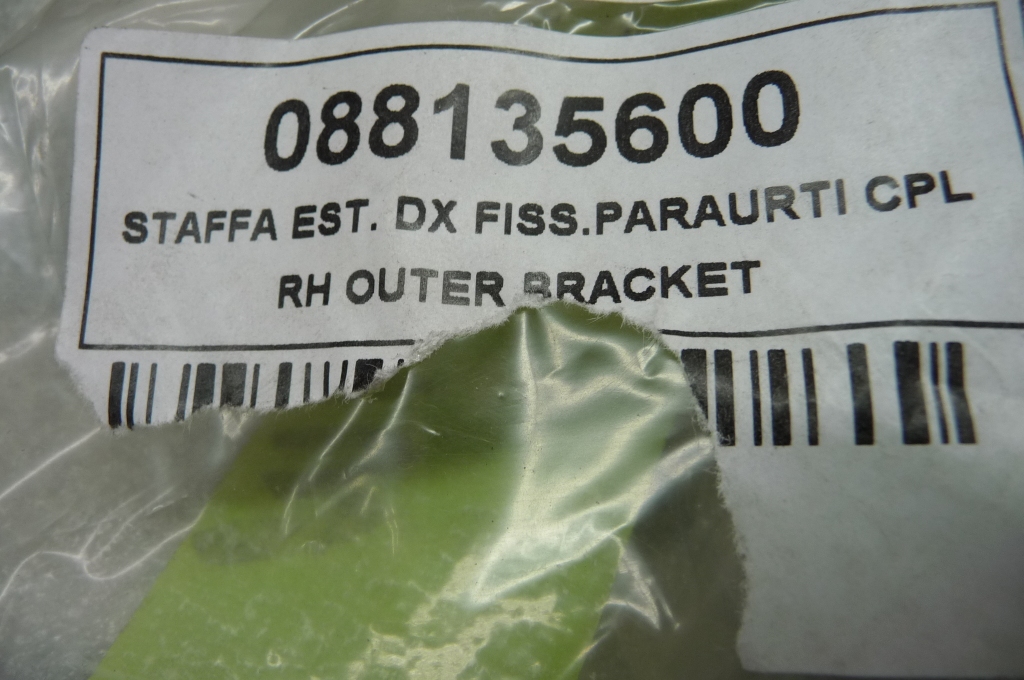 088135600
STAFFA EST. DX FISS.PARAURTI CPL
RH OUTER BRACKET